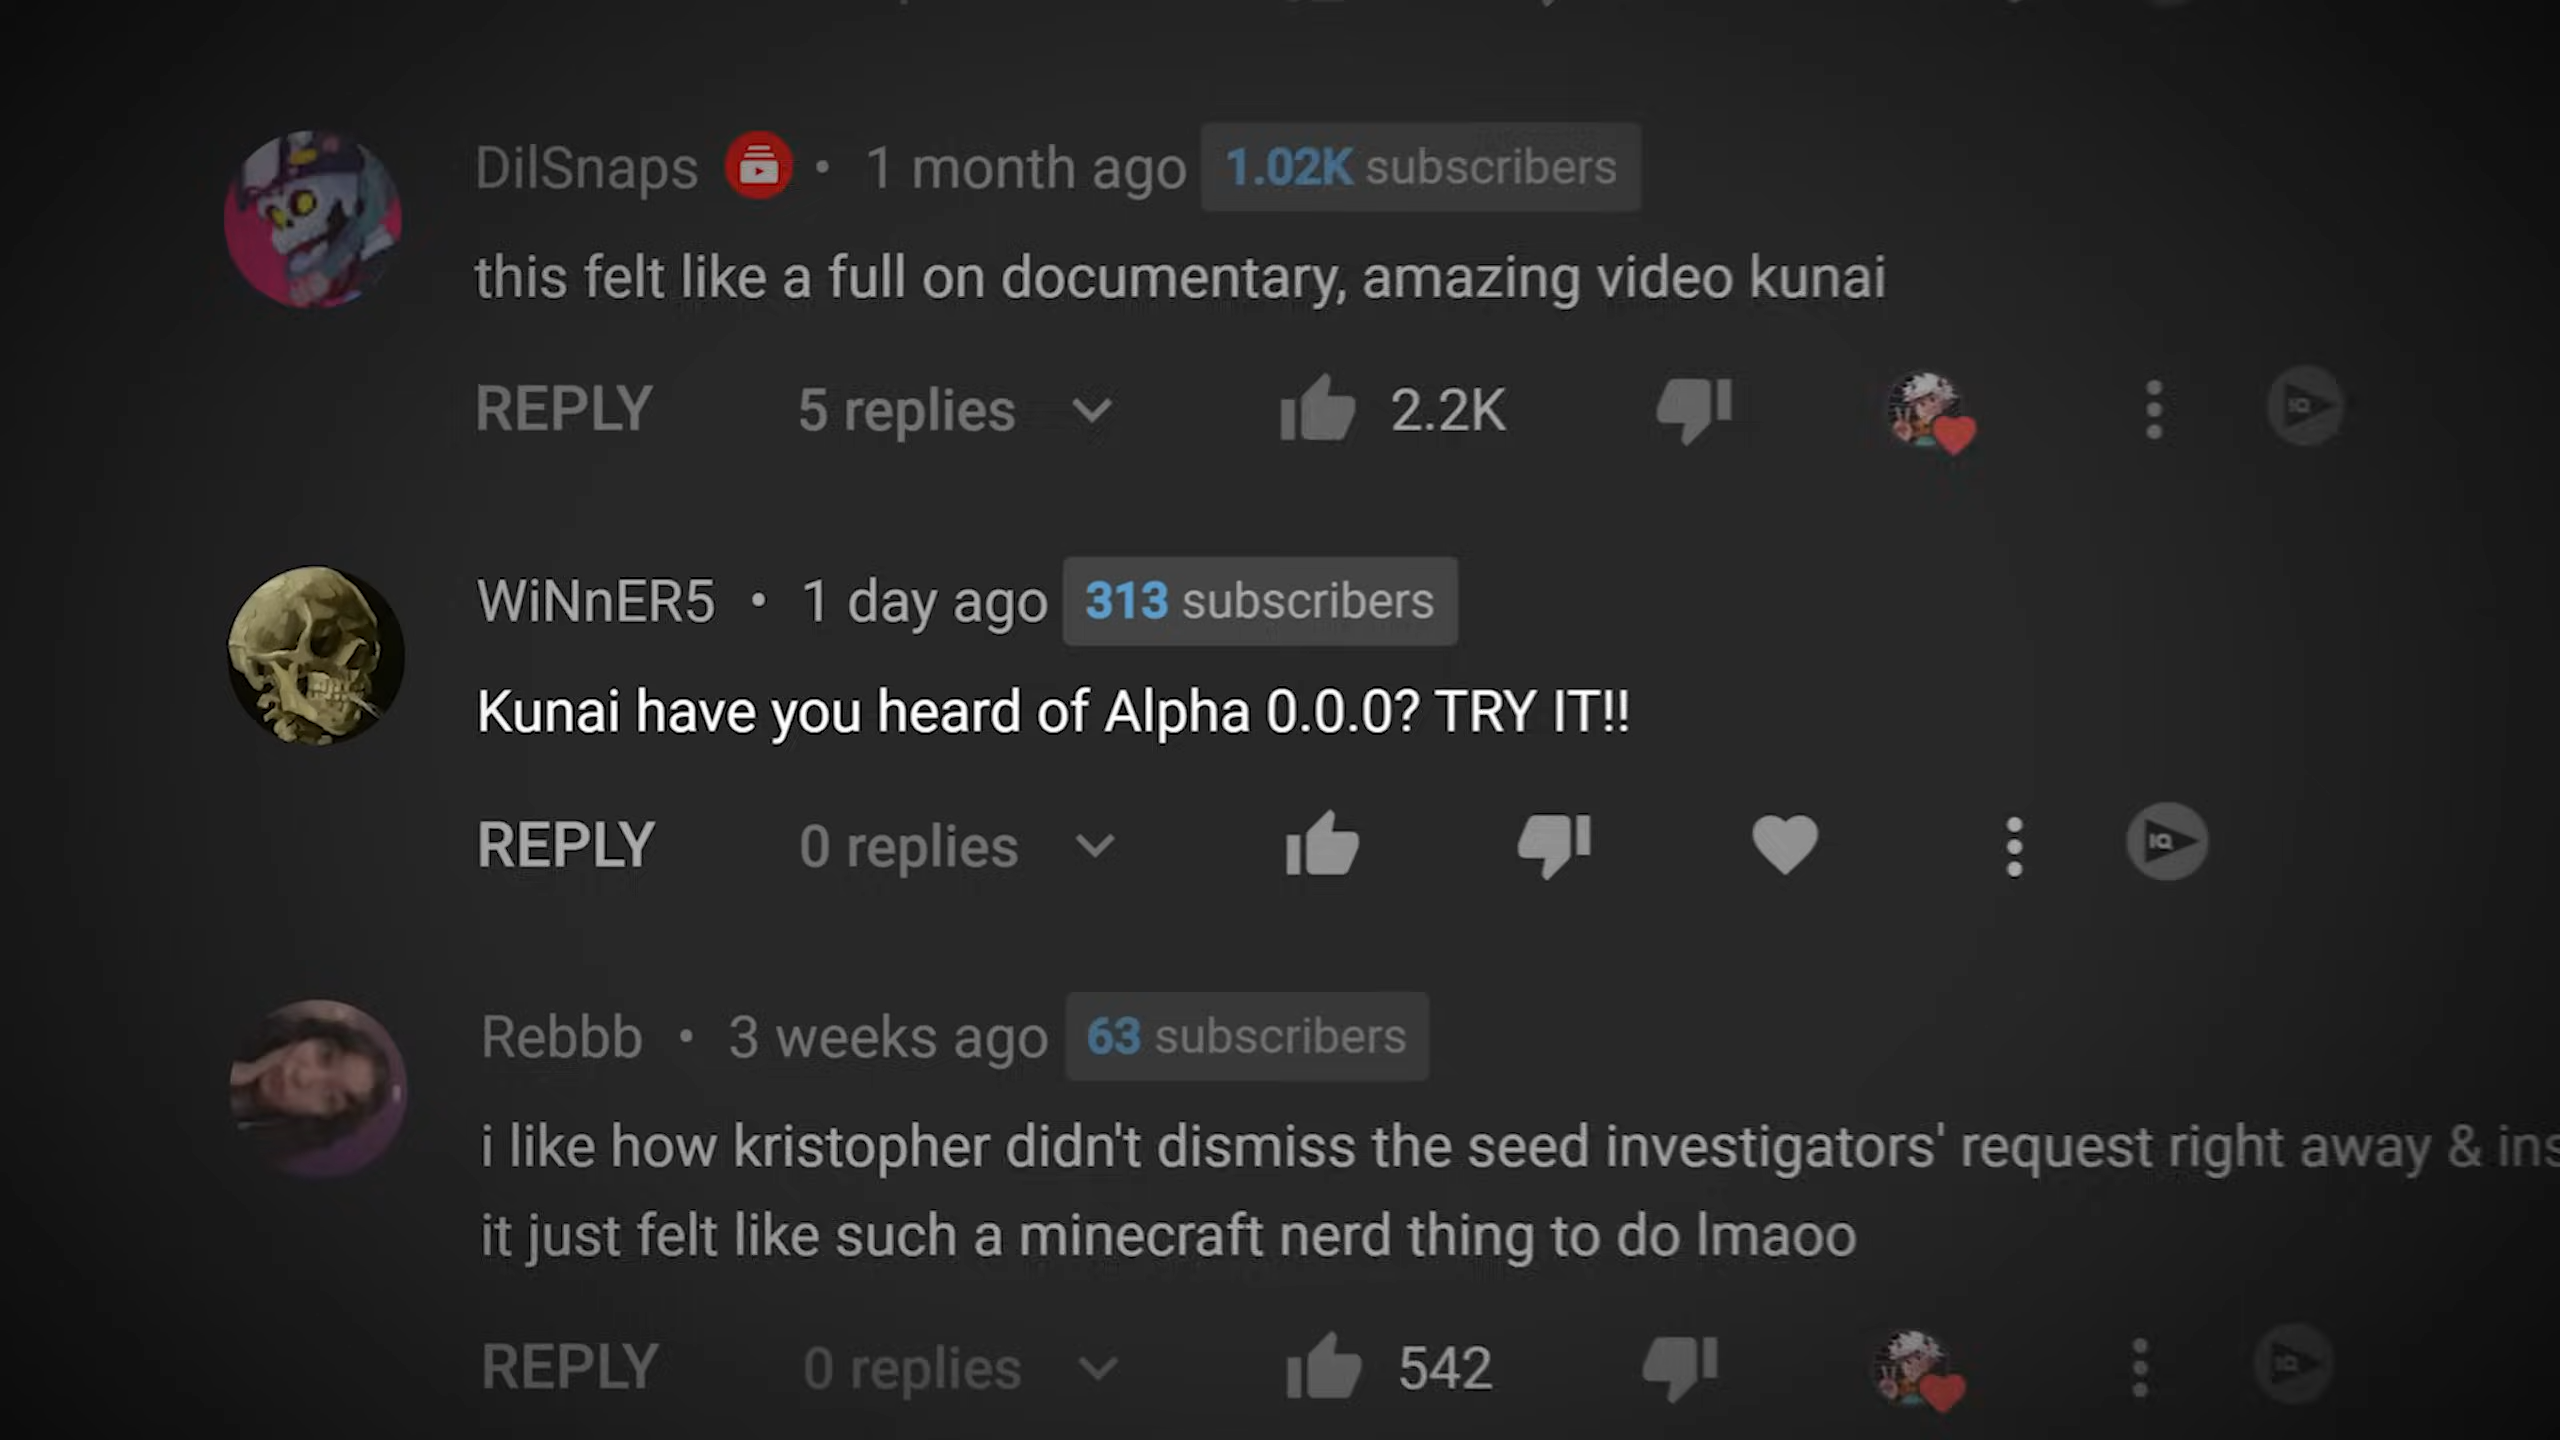 DilSnaps • 1 month ago 1.02K subscribers
this felt like a full on documentary, amazing video kunai
REPLY 5 replies 2.2K
IQ
WiNnER5 • 1 day ago 313 subscribers
Kunai have you heard of Alpha 0.0.0? TRY IT!!
REPLY 0 replies
IQ
Rebbb • 3 weeks ago 63 subscribers
i like how kristopher didn't dismiss the seed investigators' request right away & ins
it just felt like such a minecraft nerd thing to do lmaoo
REPLY 0 replies 542
IQ